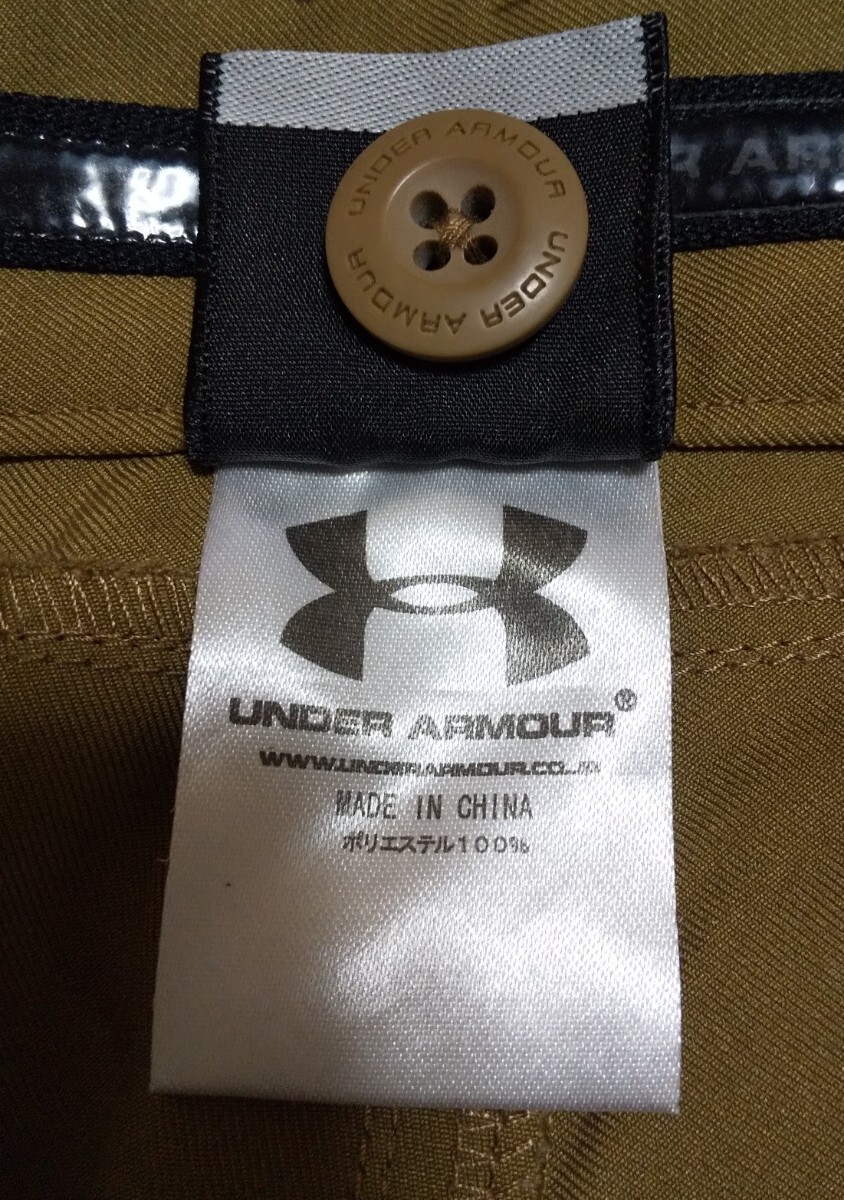 UNDER ARMOUR UNDER ARMOUR
R AR
UNDER ARMOUR®
WWW.UNDERARMOUR.CO.JP
MADE IN CHINA
ポリエステル100%